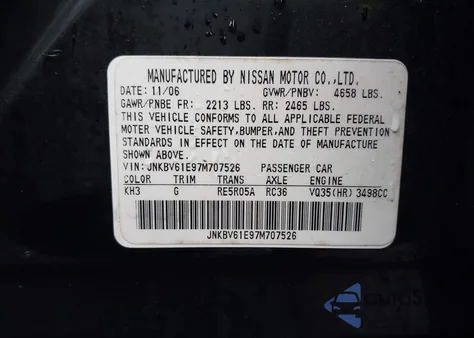 MANUFACTURED BY NISSAN MOTOR CO.,LTD.
DATE: 11/06 GVWR/PNBV: 4658 LBS.
GAWR/PNBE FR: 2213 LBS. RR: 2465 LBS.
THIS VEHICLE CONFORMS TO ALL APPLICABLE FEDERAL
MOTOR VEHICLE SAFETY,BUMPER,AND THEFT PREVENTION
STANDARDS IN EFFECT ON THE DATE OF MANUFACTURE
SHOWN ABOVE.
VIN: JNKBV61E97M707526 PASSENGER CAR
COLOR TRIM TRANS AXLE ENGINE
KH3 G RE5R05A RC36 VQ35(HR) 3498CC
JNKBV61E97M707526